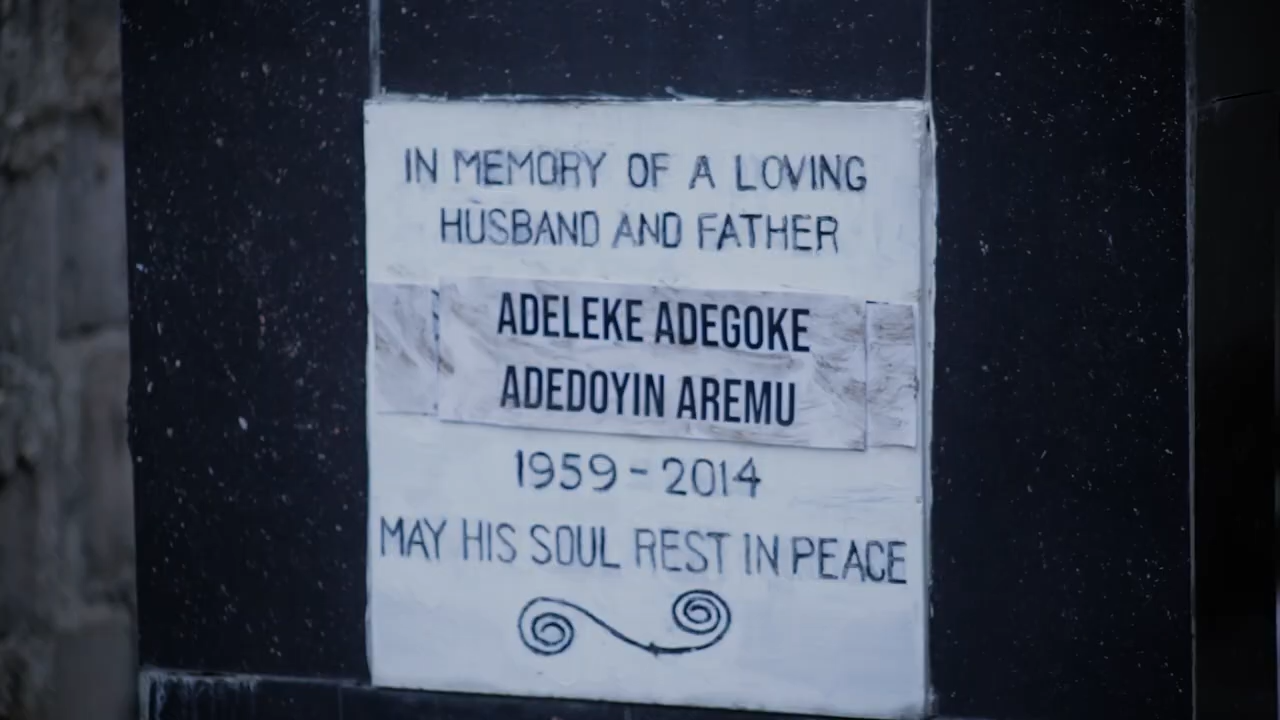 IN MEMORY OF A LOVING
HUSBAND AND FATHER
ADELEKE ADEGOKE
ADEDOYIN AREMU
1959 - 2014
MAY HIS SOUL REST IN PEACE